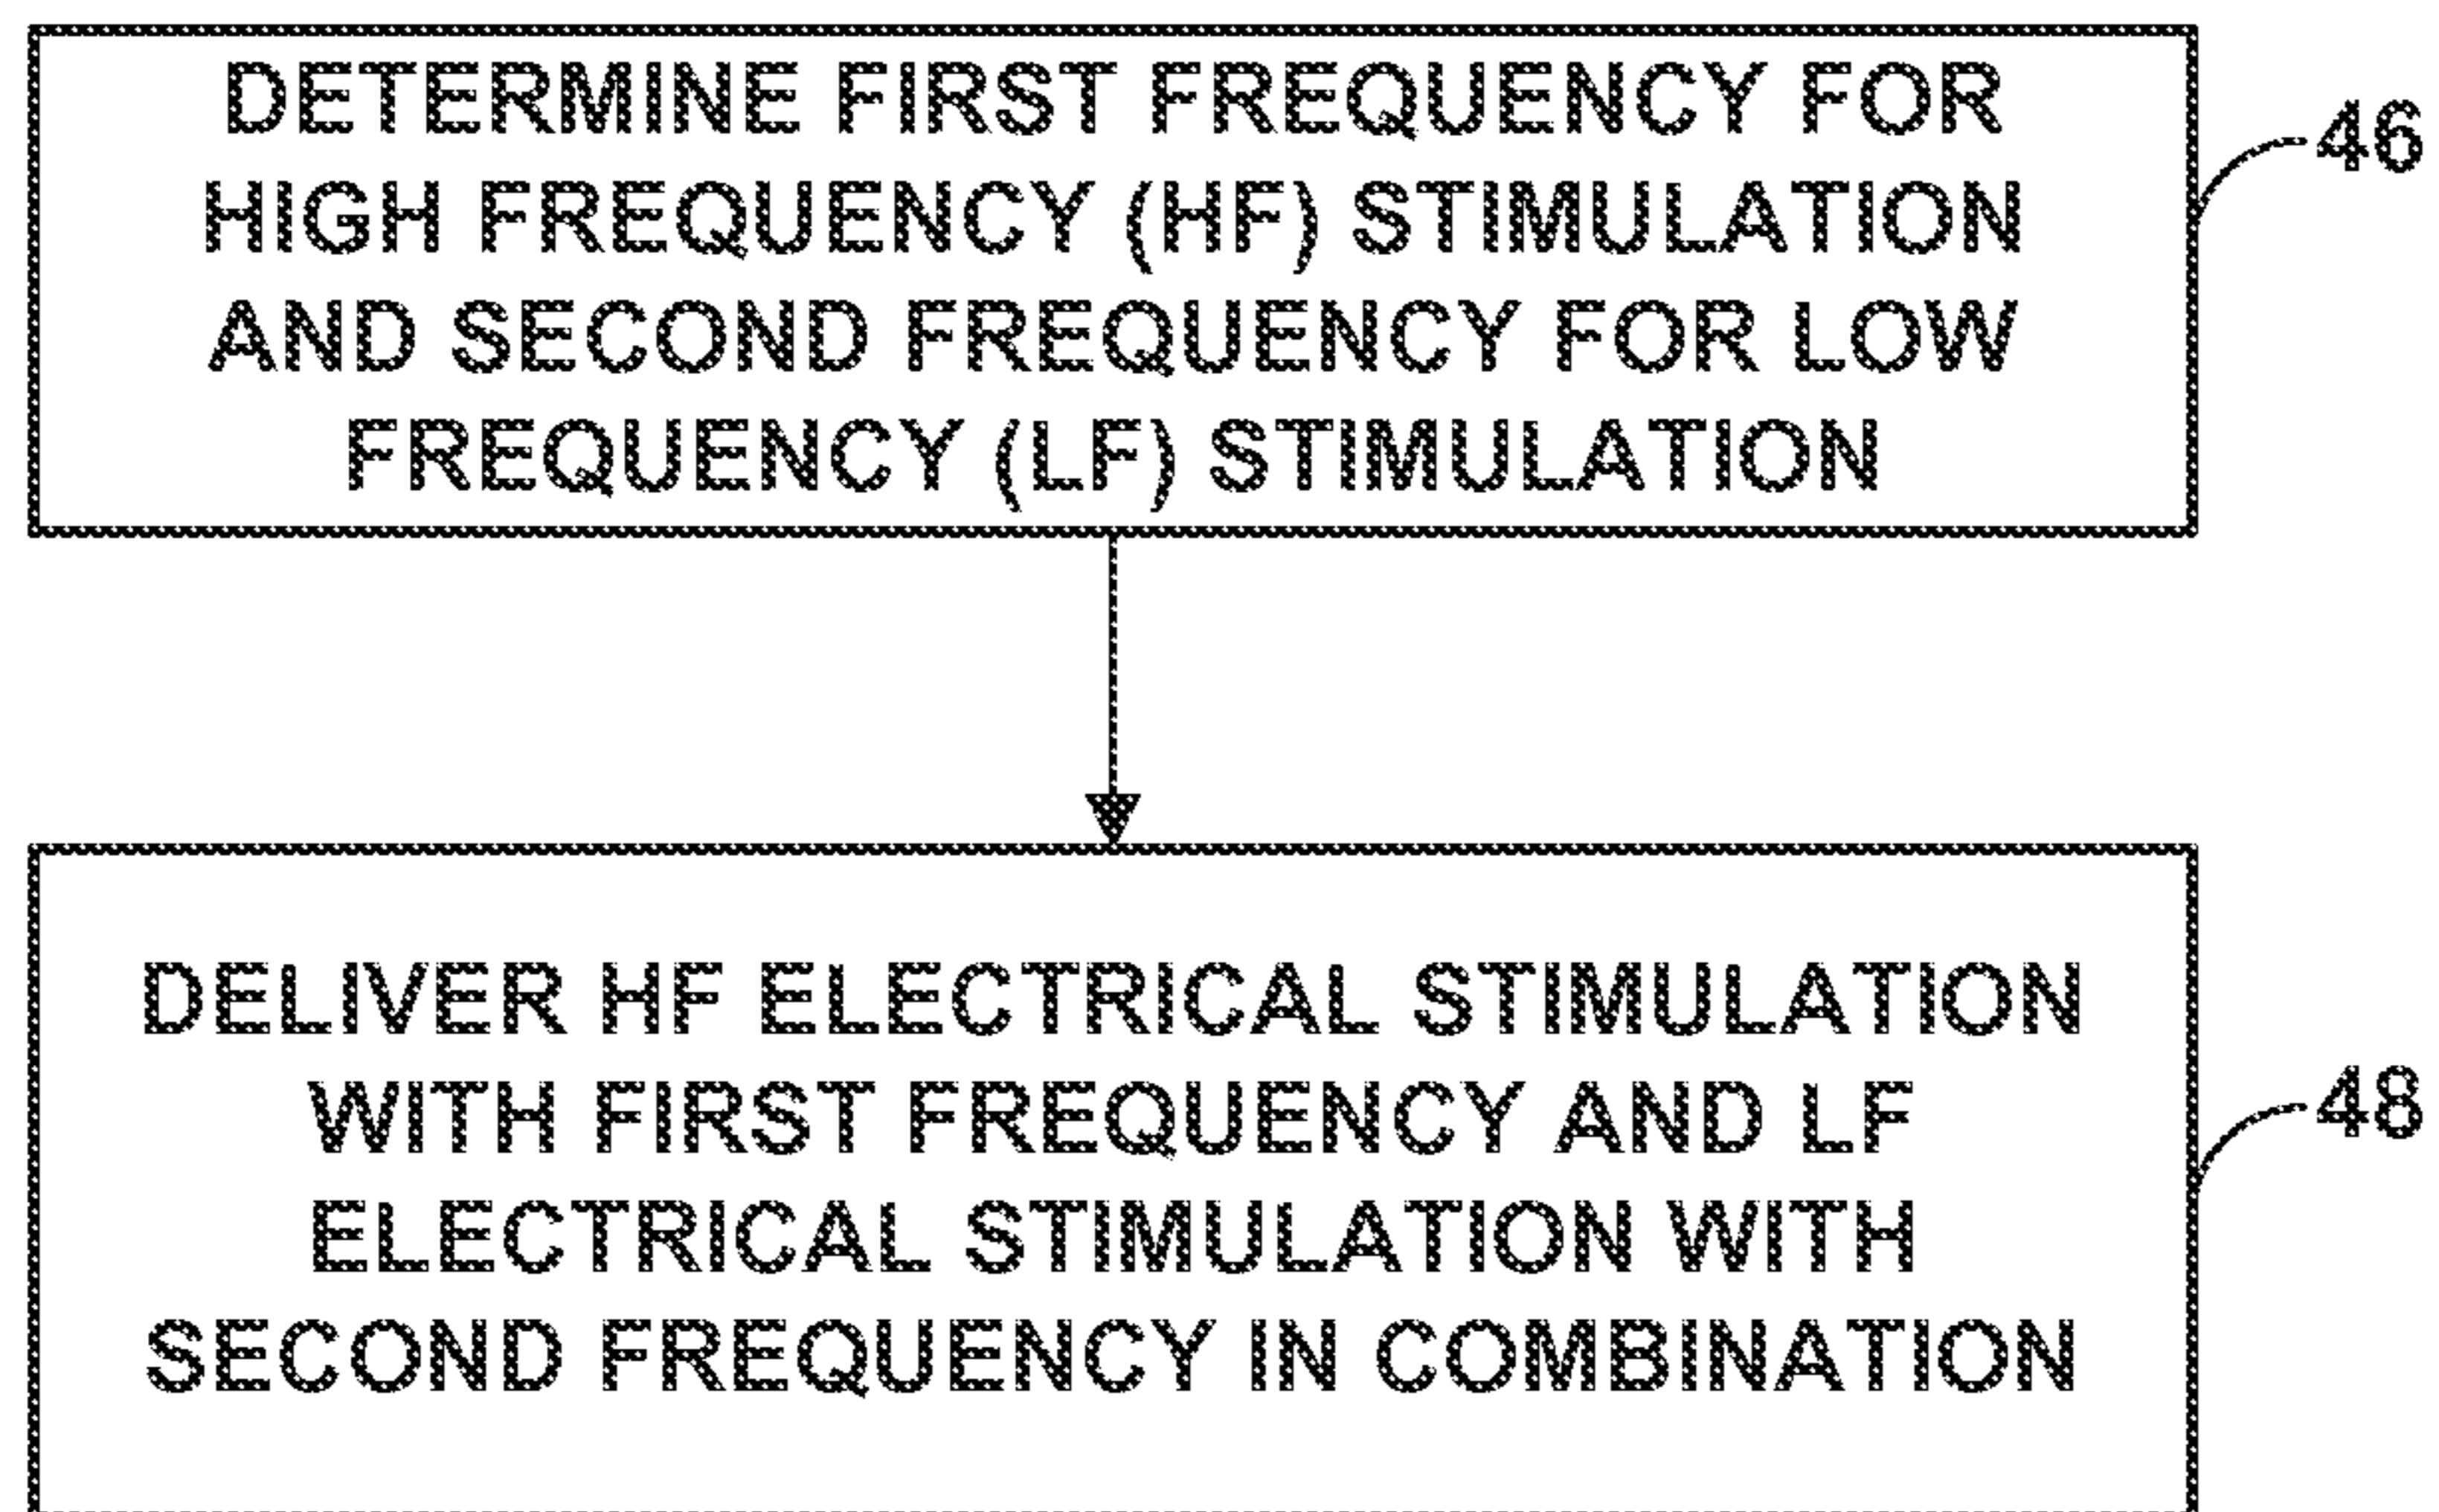 DETERMINE FIRST FREQUENCY FOR
HIGH FREQUENCY (HF) STIMULATION
AND SECOND FREQUENCY FOR LOW
FREQUENCY (LF) STIMULATION
46
DELIVER HF ELECTRICAL STIMULATION
WITH FIRST FREQUENCY AND LF
ELECTRICAL STIMULATION WITH
SECOND FREQUENCY IN COMBINATION
48